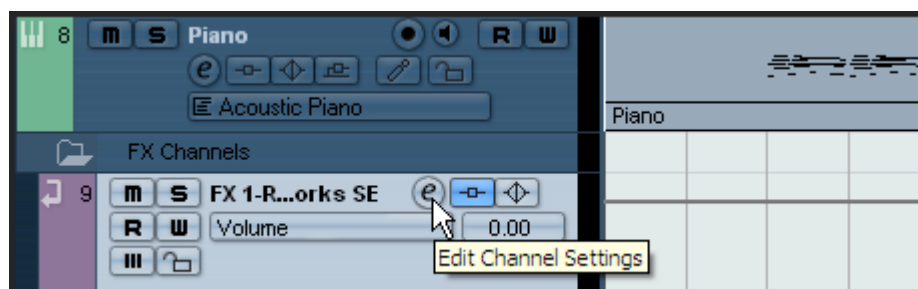 8 M S Piano R W
e
E Acoustic Piano
Piano
FX Channels
9 M S FX 1-R...orks SE e
R W Volume 0.00
Edit Channel Settings